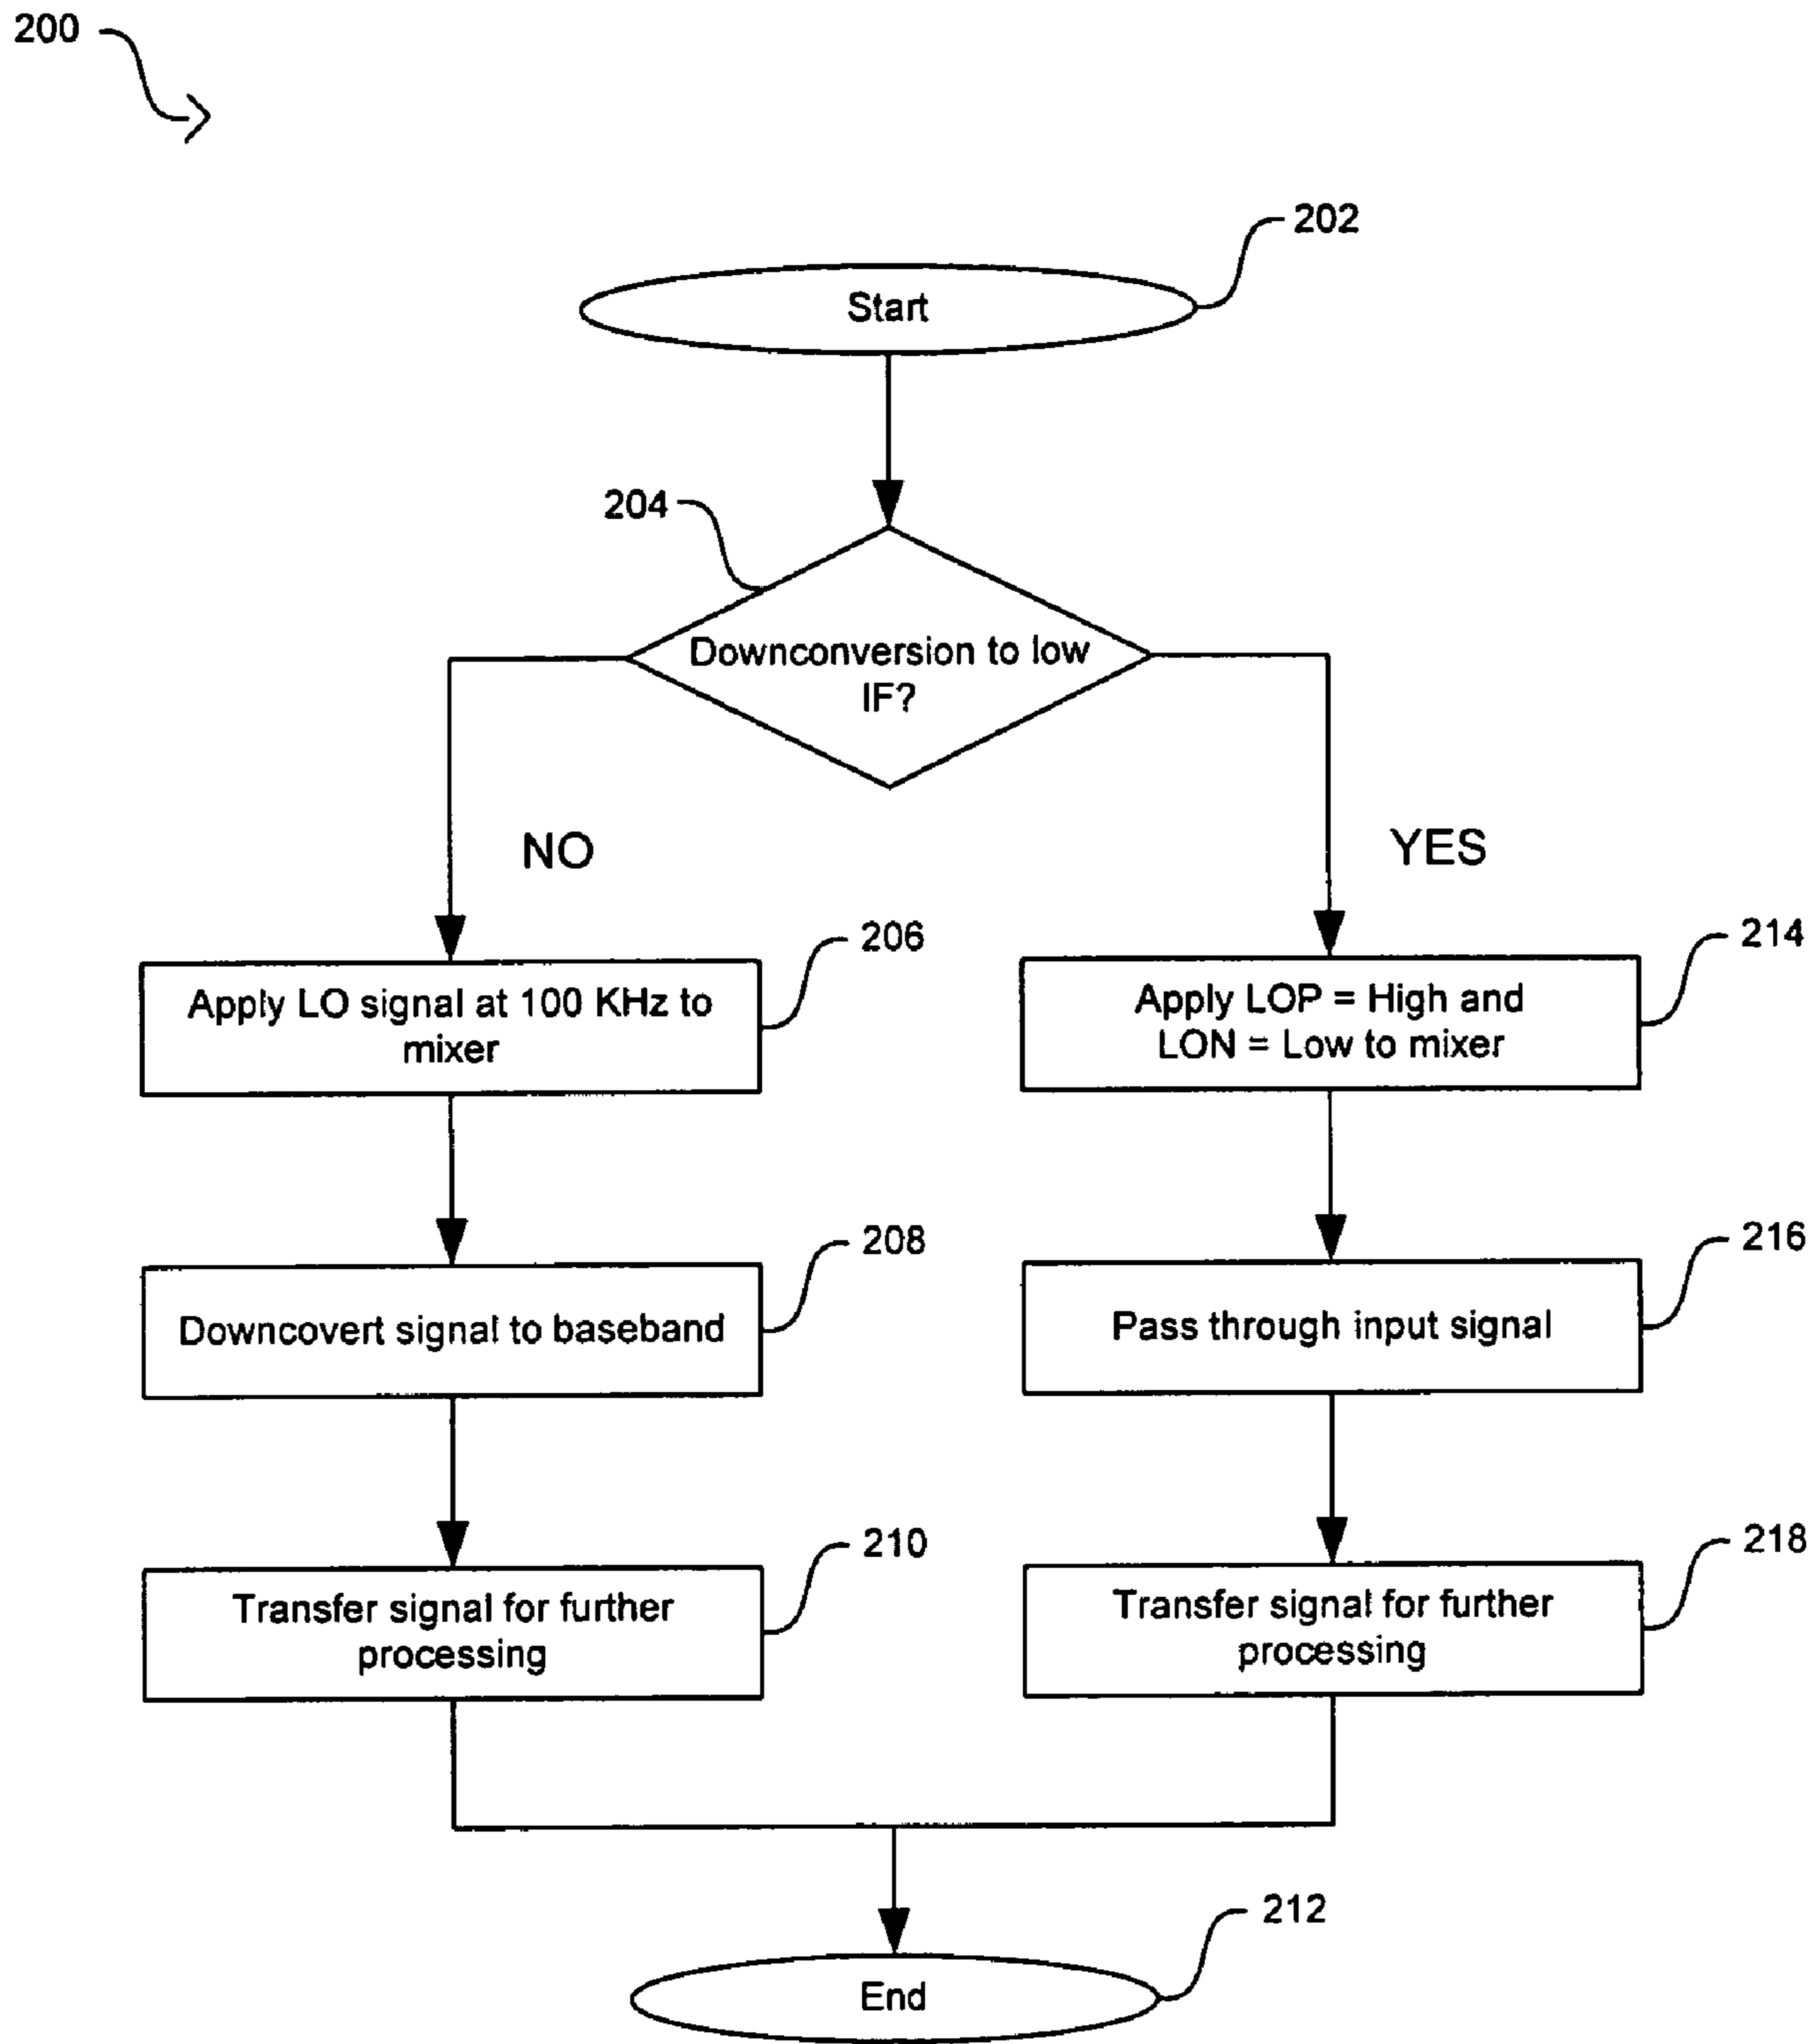 200
202
Start
204
Downconversion to low
IF?
NO
YES
206
Apply LO signal at 100 KHz to
mixer
214
Apply LOP = High and
LON = Low to mixer
208
Downcovert signal to baseband
216
Pass through input signal
210
Transfer signal for further
processing
218
Transfer signal for further
processing
212
End